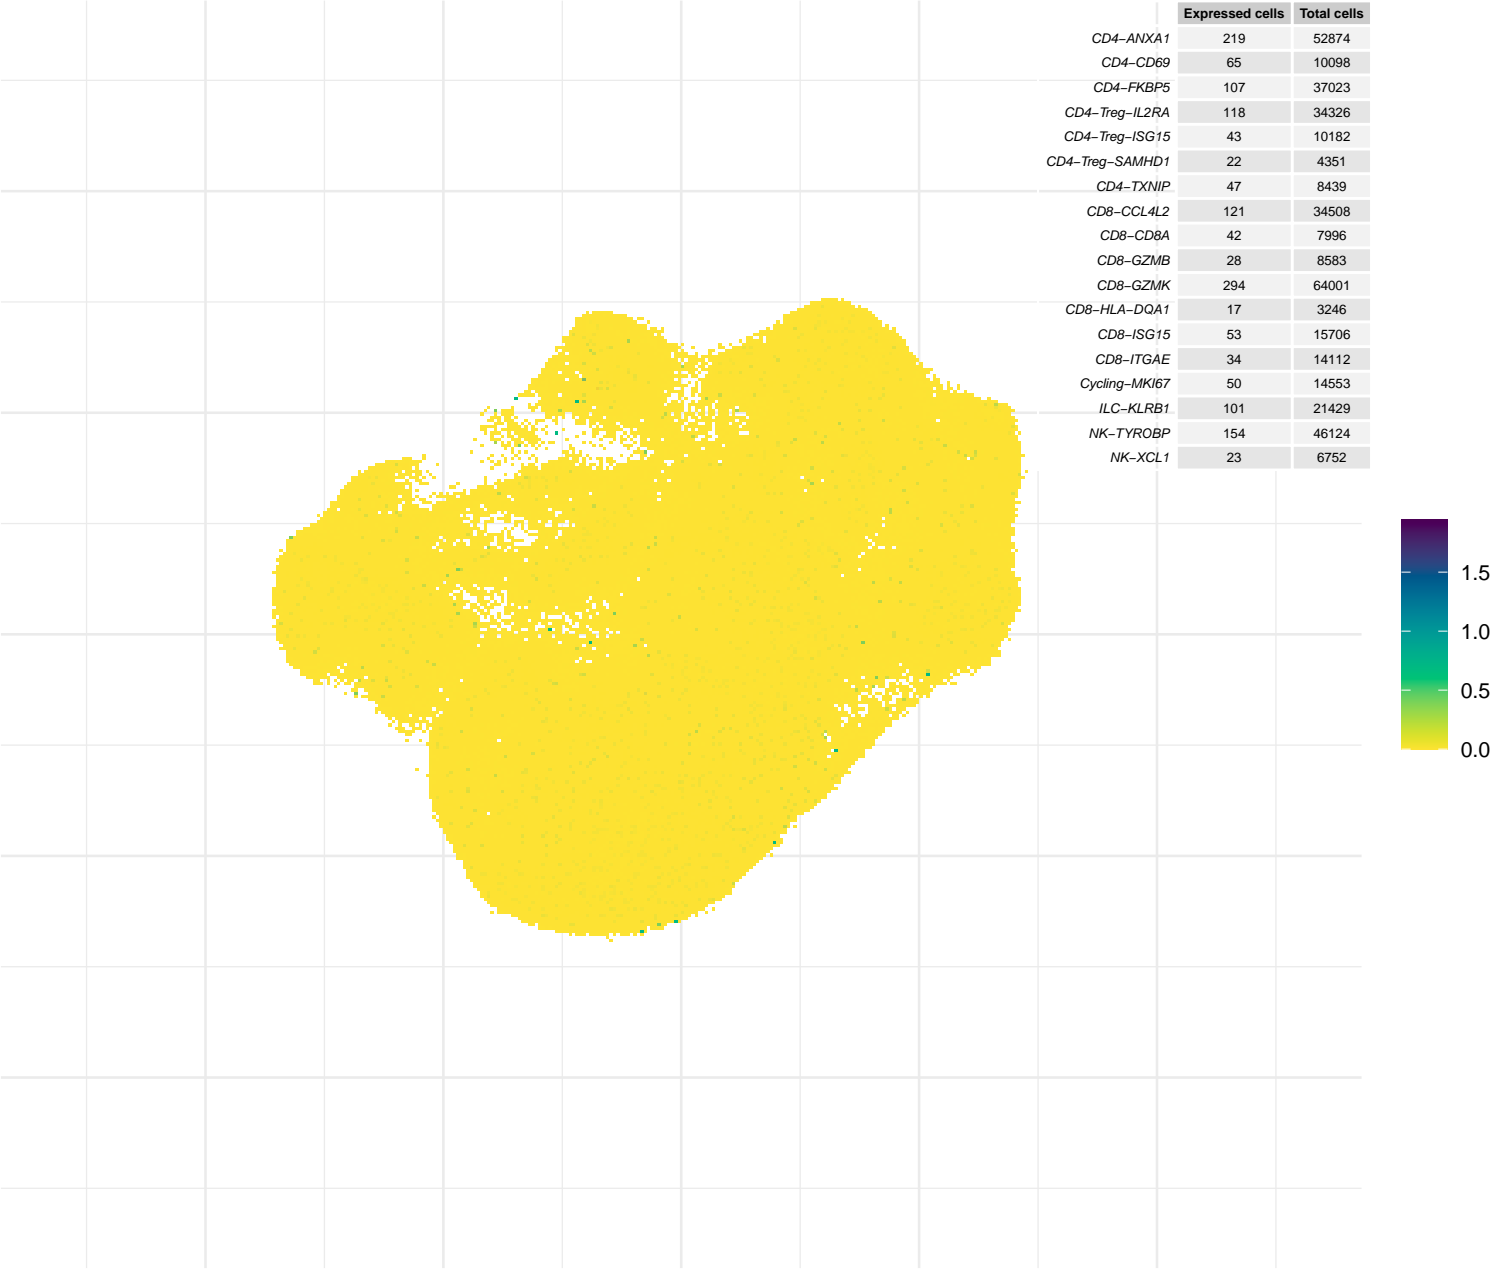 Expressed cells Total cells
CD4−ANXA1 219 52874
CD4−CD69 65 10098
CD4−FKBP5 107 37023
CD4−Treg−IL2RA 118 34326
CD4−Treg−ISG15 43 10182
CD4−Treg−SAMHD1 22 4351
CD4−TXNIP 47 8439
CD8−CCL4L2 121 34508
CD8−CD8A 42 7996
CD8−GZMB 28 8583
CD8−GZMK 294 64001
CD8−HLA−DQA1 17 3246
CD8−ISG15 53 15706
CD8−ITGAE 34 14112
Cycling−MKI67 50 14553
ILC−KLRB1 101 21429
NK−TYROBP 154 46124
NK−XCL1 23 6752
1.5
1.0
0.5
0.0